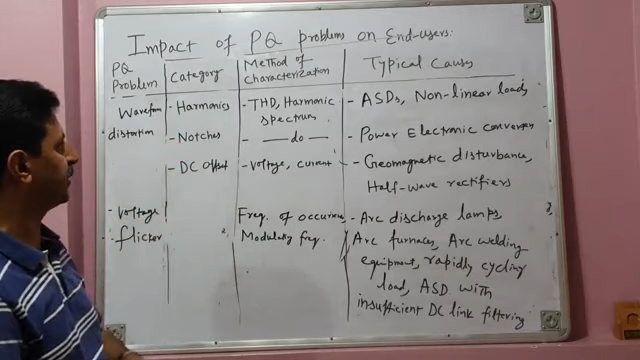 Impact of PQ problems on End-users:
PQ Problem | Category | Method of Characterization | Typical Causes
Waveform distortion | - Harmonics | - THD, Harmonic spectrum | - ASDs, Non-linear loads
- Notches | - — do — | - Power Electronic converters
- DC Offset | - Voltage, current | - Geomagnetic disturbance, Half-wave rectifiers
- Voltage | Freq. of occurrence | - Arc discharge lamps
- flicker | Modulating freq. | Arc furnaces, Arc welding
equipment, rapidly cycling
load, ASD with
insufficient DC link filtering